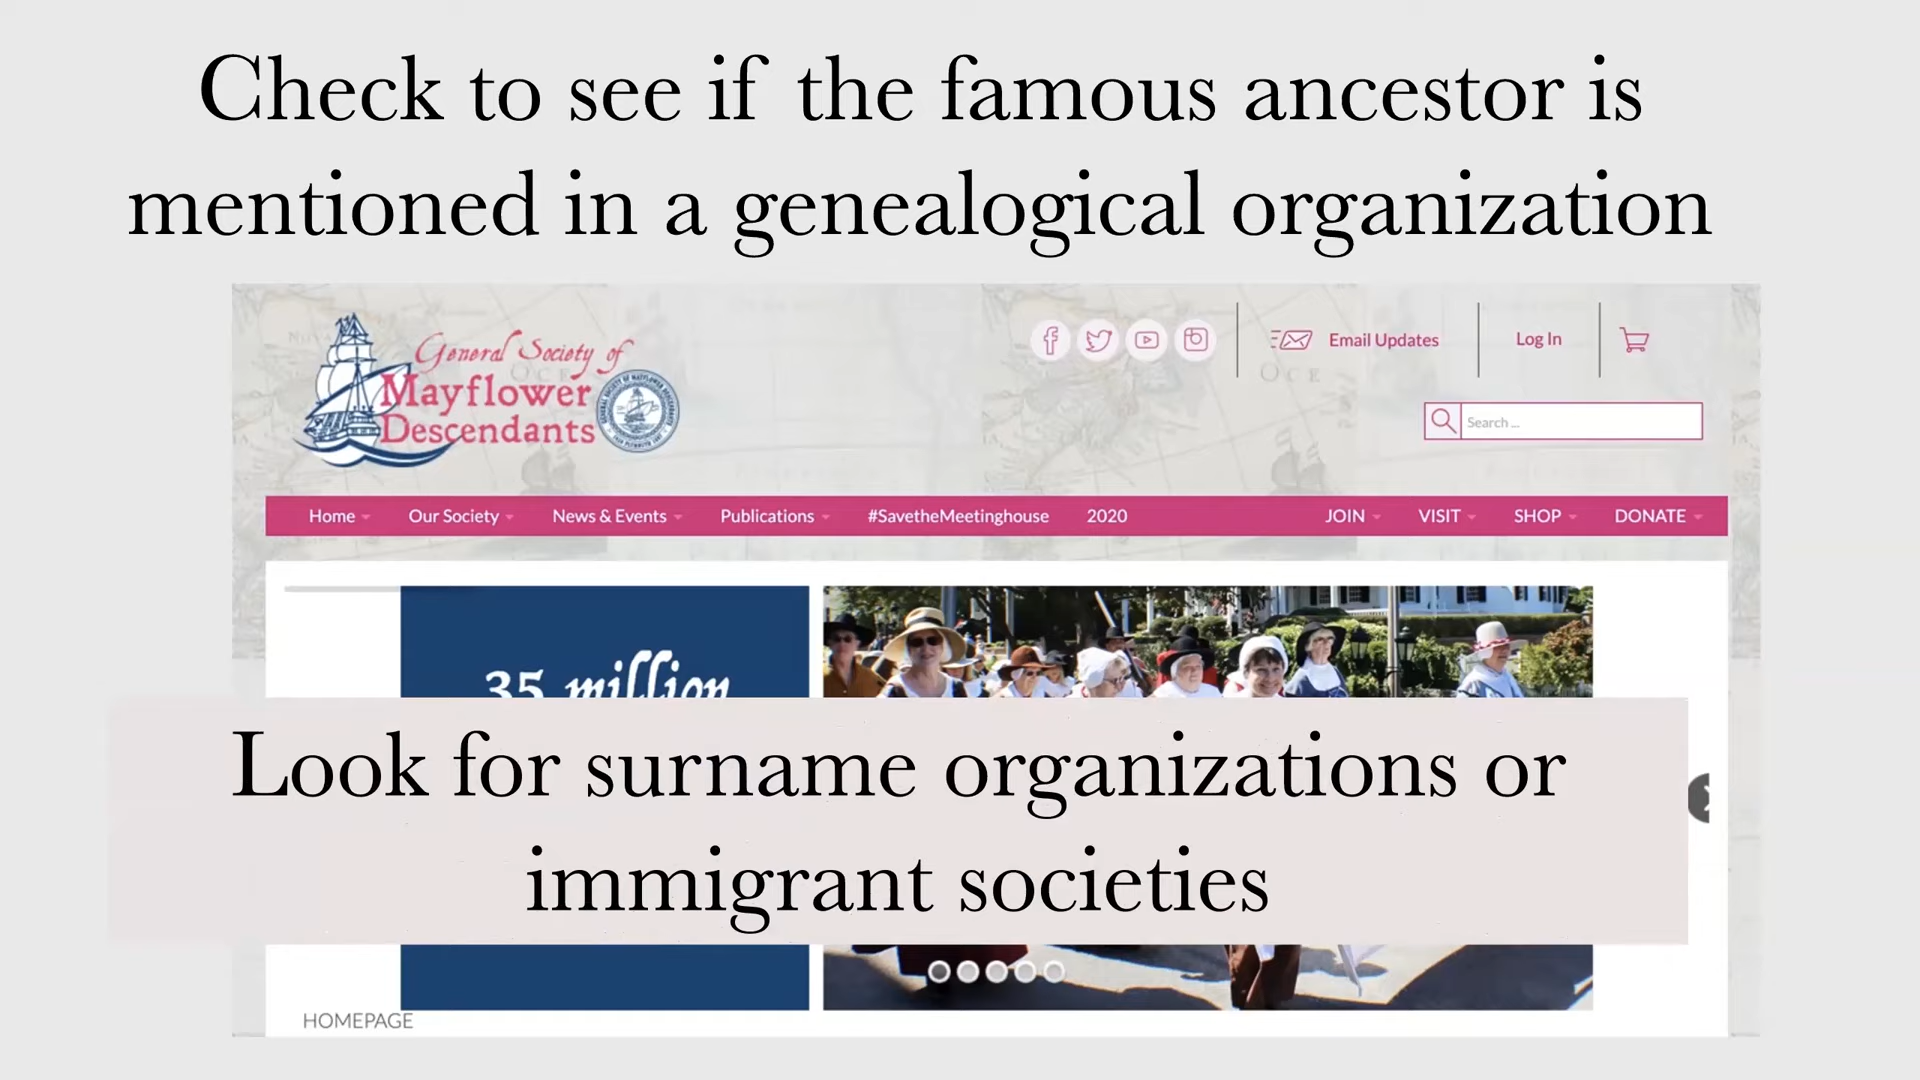 Check to see if the famous ancestor is
mentioned in a genealogical organization
General Society of
Mayflower
Descendants
Email Updates
Log In
Search ...
Home
Our Society
News & Events
Publications
#SavetheMeetinghouse
2020
JOIN
VISIT
SHOP
DONATE
35 million
Look for surname organizations or
immigrant societies
HOMEPAGE